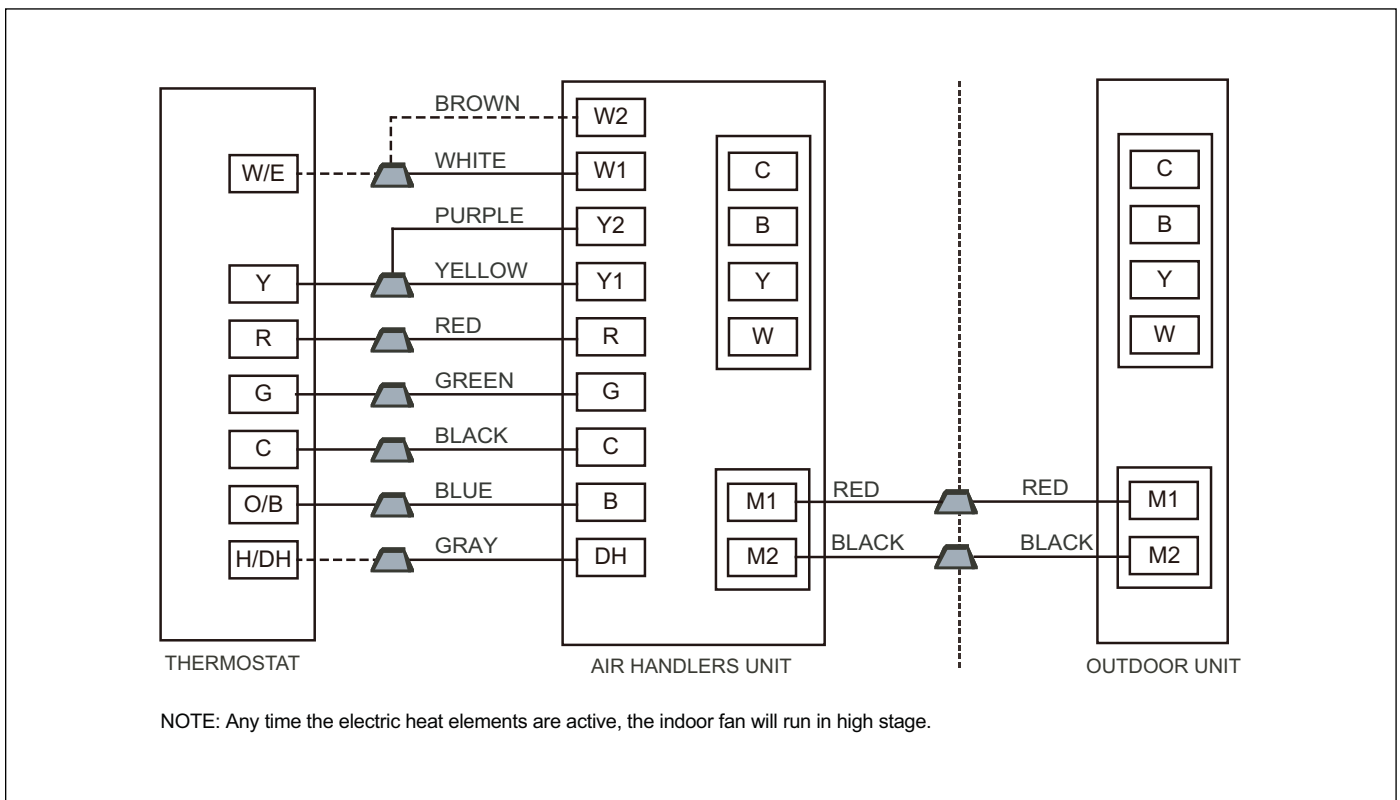 BROWN
W2
W/E
WHITE
W1
C
C
PURPLE
Y2
B
B
Y
YELLOW
Y1
Y
Y
R
RED
R
W
W
G
GREEN
G
C
BLACK
C
O/B
BLUE
B
M1
RED
RED
M1
H/DH
GRAY
DH
M2
BLACK
BLACK
M2
THERMOSTAT
AIR HANDLERS UNIT
OUTDOOR UNIT
NOTE: Any time the electric heat elements are active, the indoor fan will run in high stage.